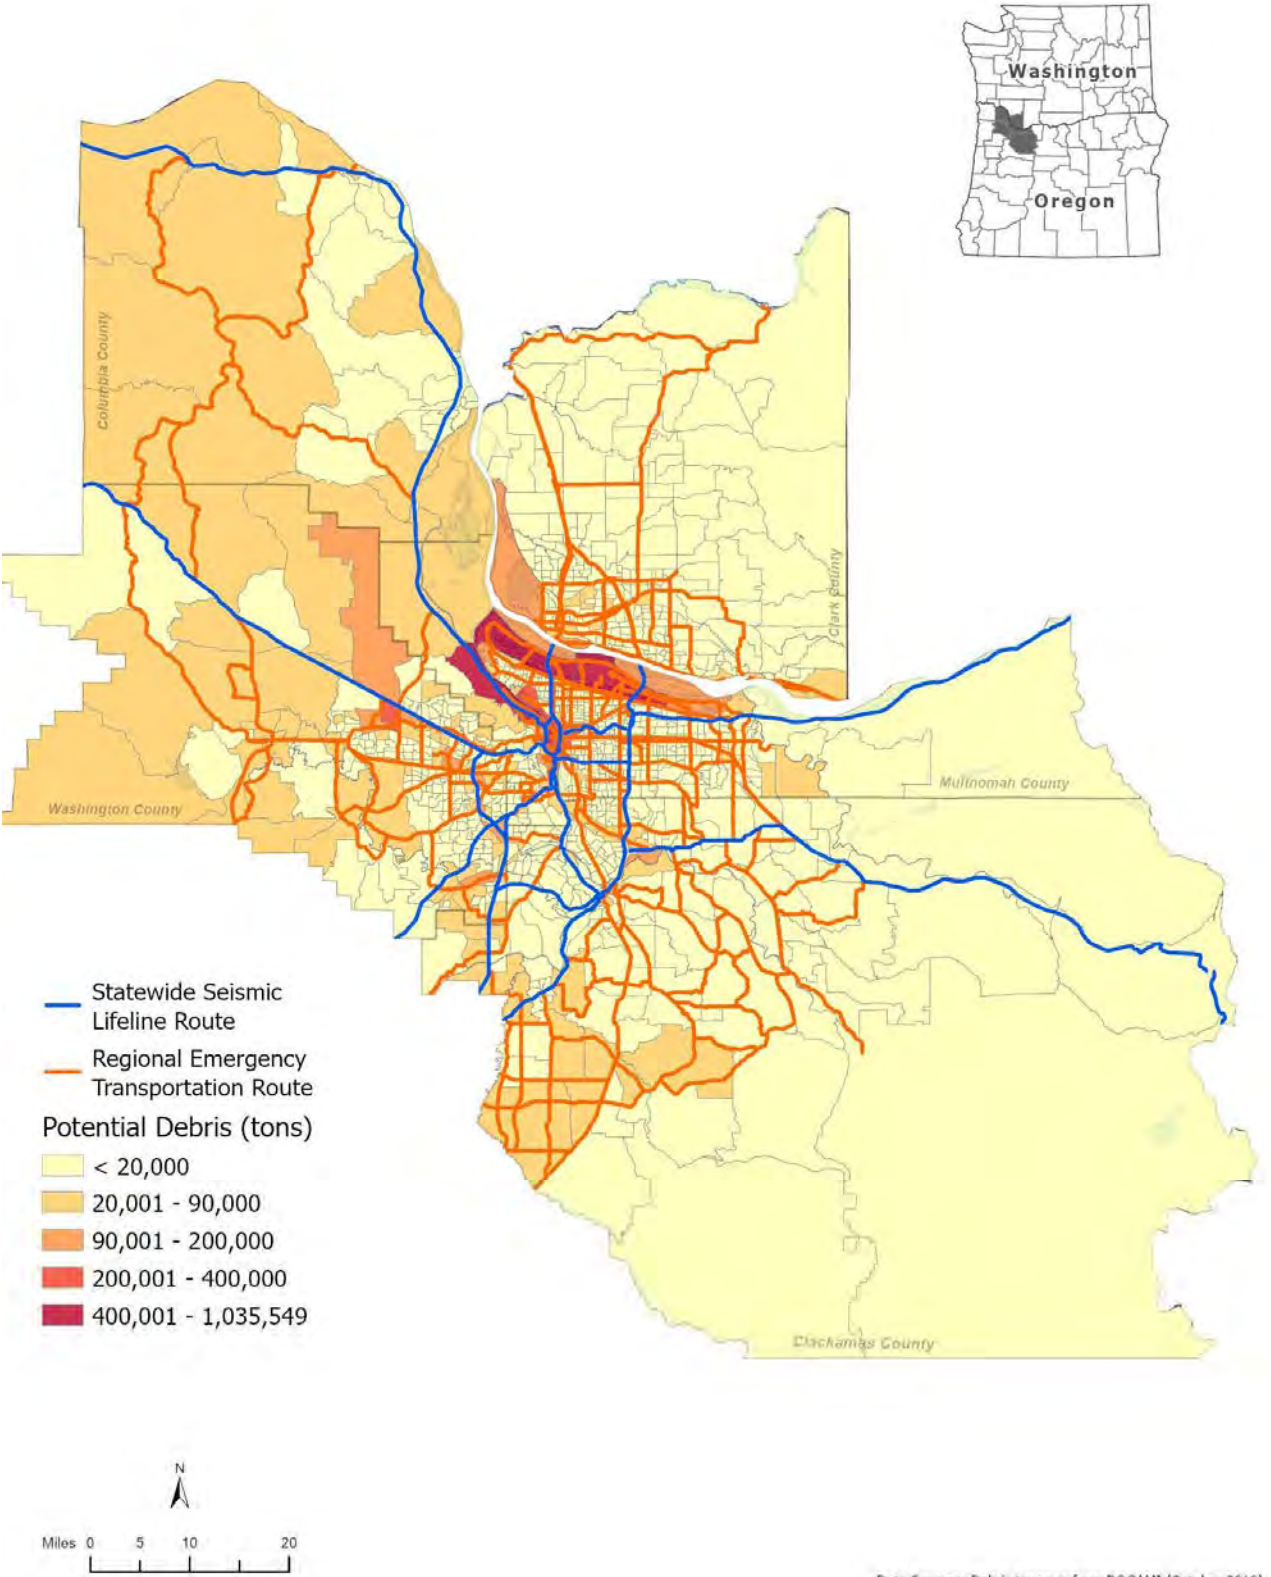 Washington
Oregon
Columbia County
Clark County
Multnomah County
Washington County
Statewide Seismic
Lifeline Route
Regional Emergency
Transportation Route
Potential Debris (tons)
< 20,000
20,001 - 90,000
90,001 - 200,000
200,001 - 400,000
400,001 - 1,035,549
Clackamas County
N
Miles 0 5 10 20